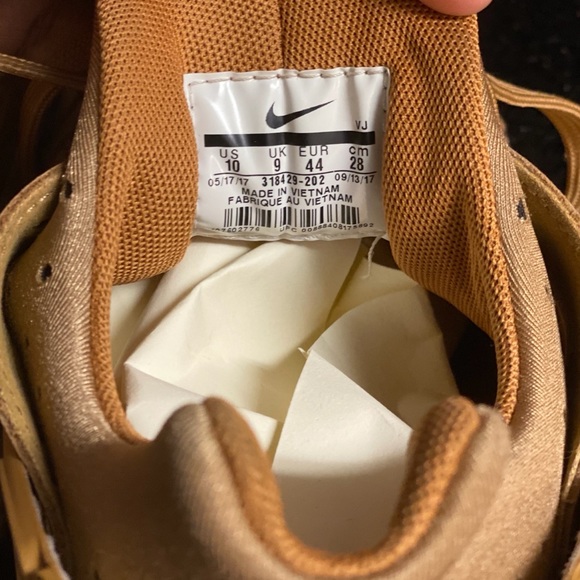 VJ
US UK EUR cm
10 9 44 28
05/17/17 318429-202 09/13/17
MADE IN VIETNAM
FABRIQUE AU VIETNAM
UPC